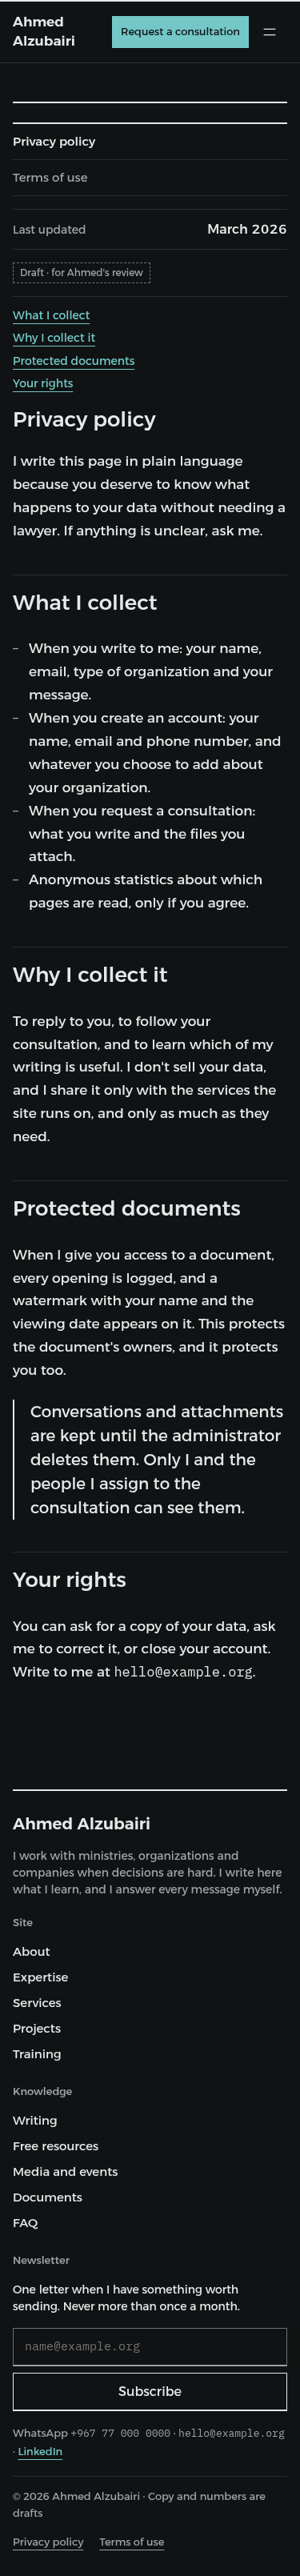 Ahmed
Alzubairi
Request a consultation
Privacy policy
Terms of use
Last updated March 2026
Draft · for Ahmed's review
What I collect
Why I collect it
Protected documents
Your rights
Privacy policy
I write this page in plain language
because you deserve to know what
happens to your data without needing a
lawyer. If anything is unclear, ask me.
What I collect
– When you write to me: your name,
email, type of organization and your
message.
– When you create an account: your
name, email and phone number, and
whatever you choose to add about
your organization.
– When you request a consultation:
what you write and the files you
attach.
– Anonymous statistics about which
pages are read, only if you agree.
Why I collect it
To reply to you, to follow your
consultation, and to learn which of my
writing is useful. I don't sell your data,
and I share it only with the services the
site runs on, and only as much as they
need.
Protected documents
When I give you access to a document,
every opening is logged, and a
watermark with your name and the
viewing date appears on it. This protects
the document's owners, and it protects
you too.
Conversations and attachments
are kept until the administrator
deletes them. Only I and the
people I assign to the
consultation can see them.
Your rights
You can ask for a copy of your data, ask
me to correct it, or close your account.
Write to me at hello@example.org.
Ahmed Alzubairi
I work with ministries, organizations and
companies when decisions are hard. I write here
what I learn, and I answer every message myself.
Site
About
Expertise
Services
Projects
Training
Knowledge
Writing
Free resources
Media and events
Documents
FAQ
Newsletter
One letter when I have something worth
sending. Never more than once a month.
name@example.org
Subscribe
WhatsApp +967 77 000 0000 · hello@example.org
· LinkedIn
© 2026 Ahmed Alzubairi · Copy and numbers are
drafts
Privacy policy Terms of use